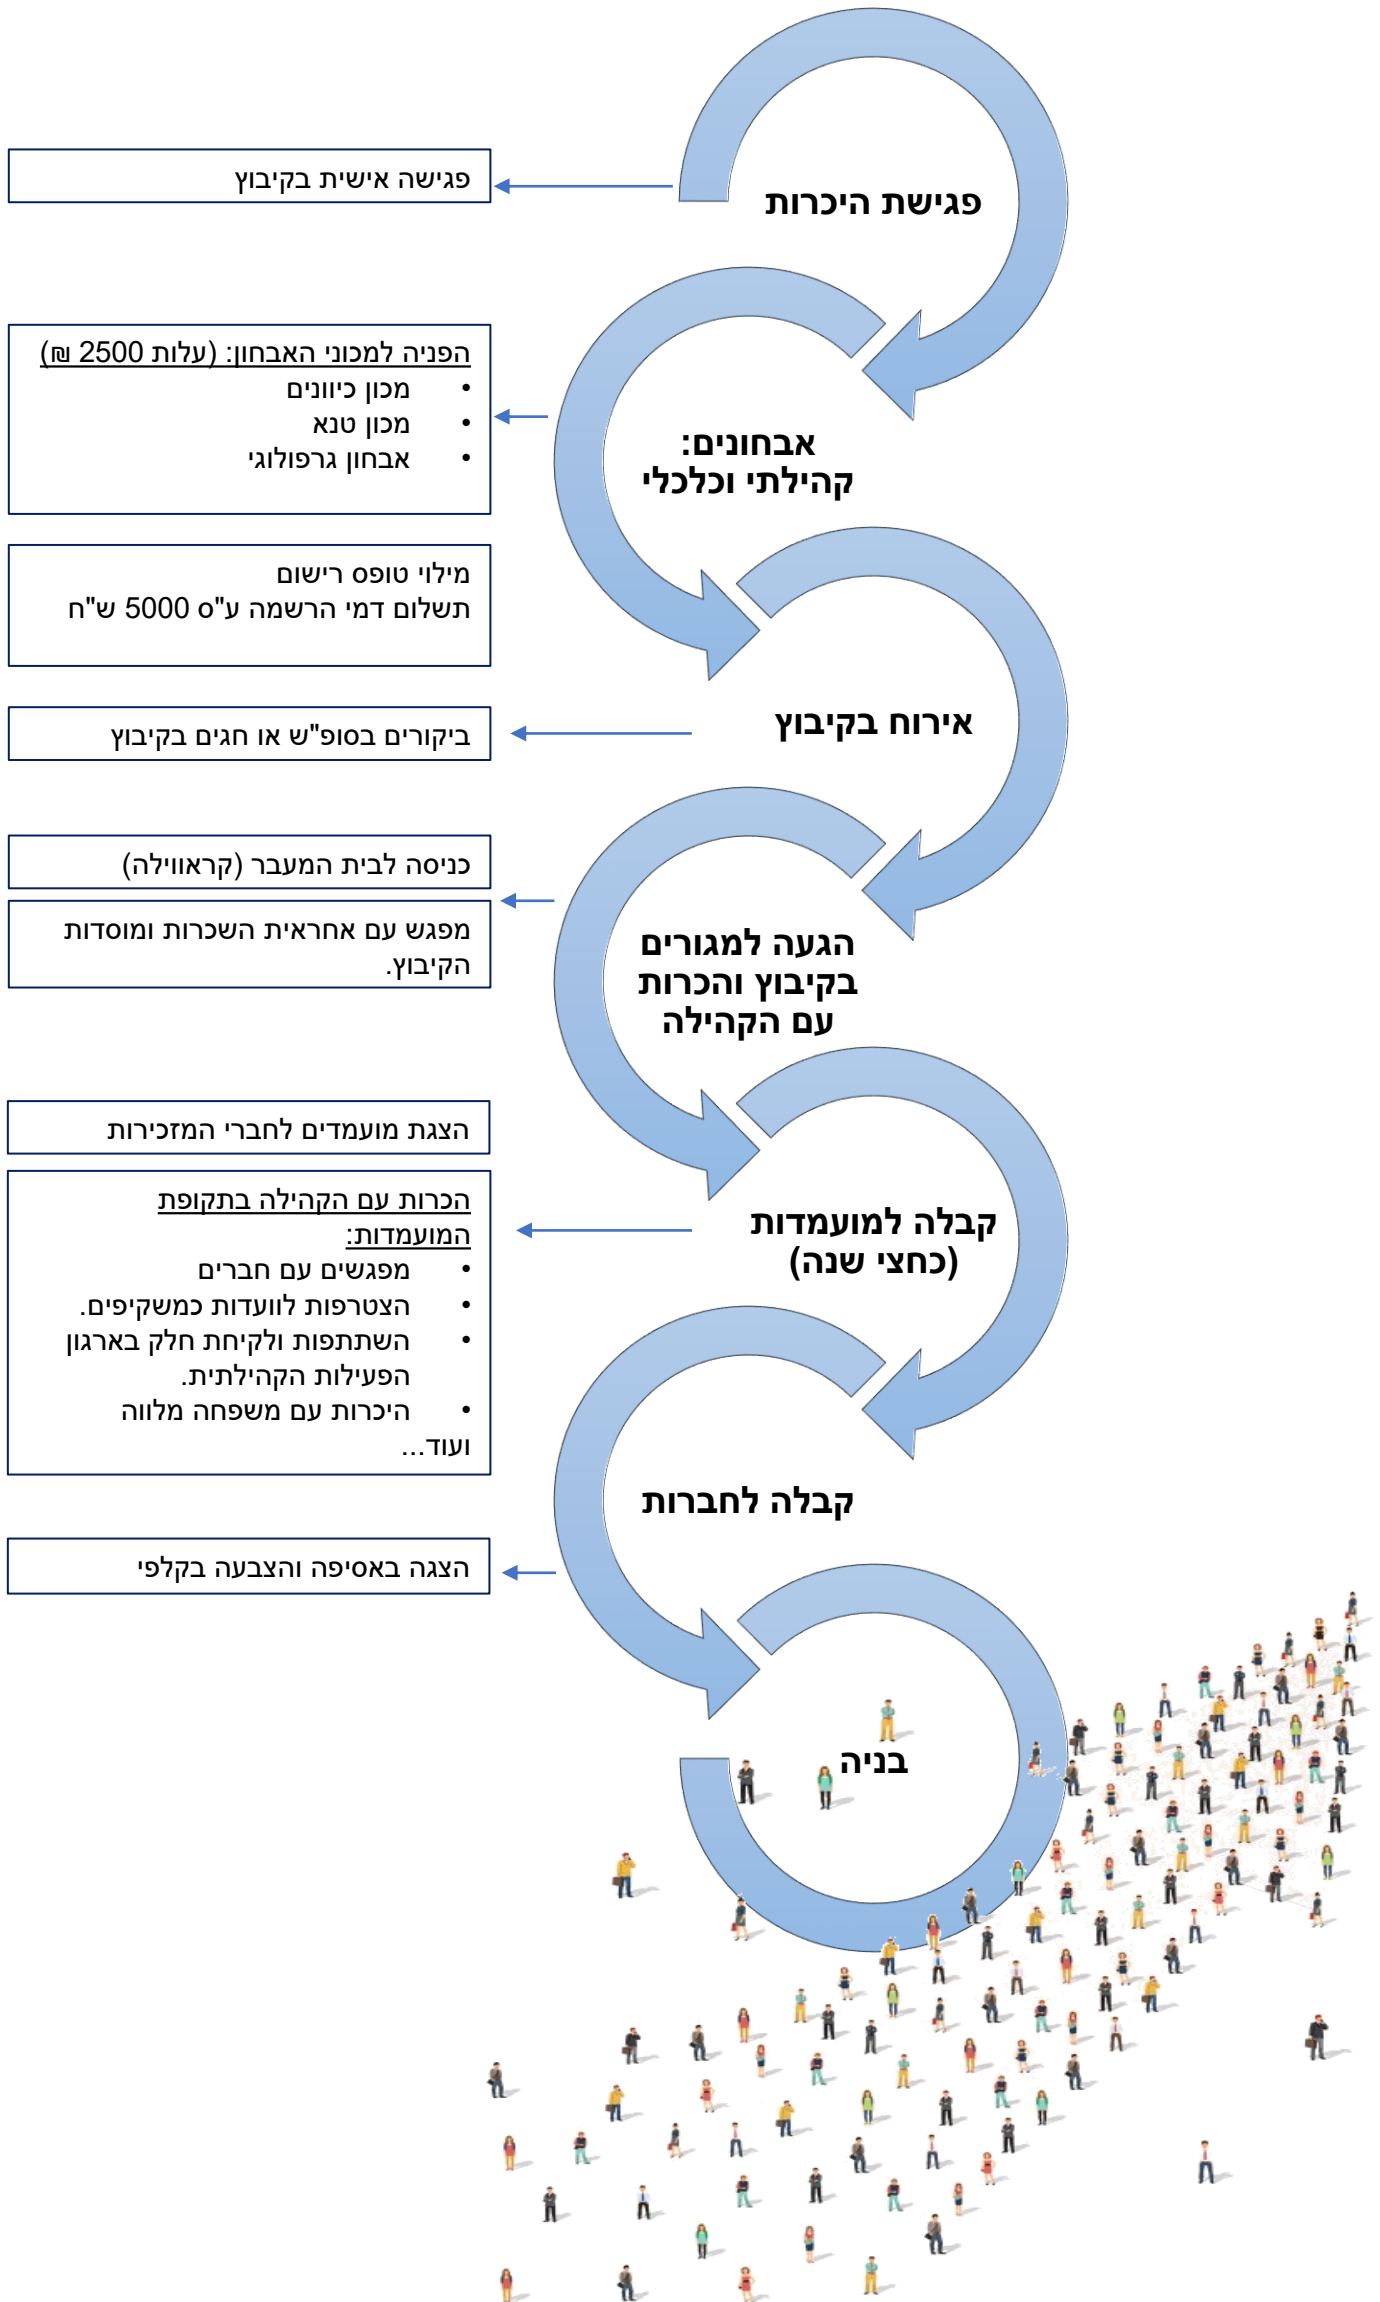 פגישת היכרות
פגישה אישית בקיבוץ
אבחונים:
קהילתי וכלכלי
הפניה למכוני האבחון: (עלות 2500 ₪)
• מכון כיוונים
• מכון טנא
• אבחון גרפולוגי
מילוי טופס רישום
תשלום דמי הרשמה ע"ס 5000 ש"ח
אירוח בקיבוץ
ביקורים בסופ"ש או חגים בקיבוץ
הגעה למגורים
בקיבוץ והכרות
עם הקהילה
כניסה לבית המעבר (קראווילה)
מפגש עם אחראית השכרות ומוסדות
הקיבוץ.
קבלה למועמדות
(כחצי שנה)
הצגת מועמדים לחברי המזכירות
הכרות עם הקהילה בתקופת
המועמדות:
• מפגשים עם חברים
• הצטרפות לוועדות כמשקיפים.
• השתתפות ולקיחת חלק בארגון
הפעילות הקהילתית.
• היכרות עם משפחה מלווה
ועוד...
קבלה לחברות
הצגה באסיפה והצבעה בקלפי
בניה